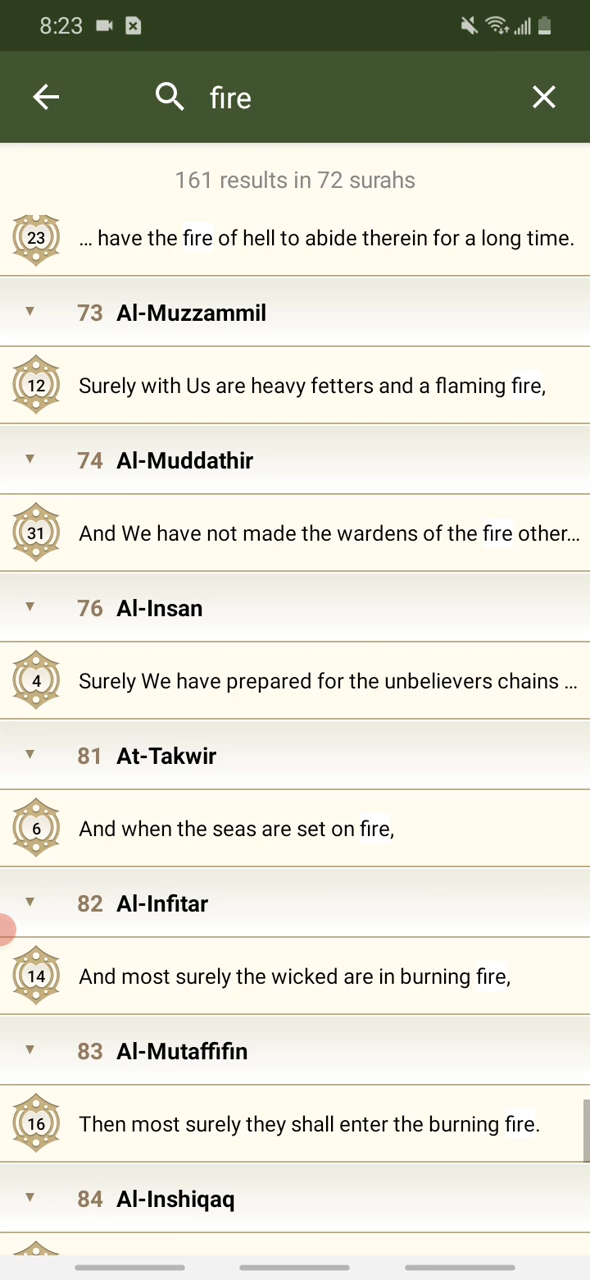 8:23
fire
161 results in 72 surahs
23 ... have the fire of hell to abide therein for a long time.
73 Al-Muzzammil
12 Surely with Us are heavy fetters and a flaming fire,
74 Al-Muddathir
31 And We have not made the wardens of the fire other...
76 Al-Insan
4 Surely We have prepared for the unbelievers chains ...
81 At-Takwir
6 And when the seas are set on fire,
82 Al-Infitar
14 And most surely the wicked are in burning fire,
83 Al-Mutaffifin
16 Then most surely they shall enter the burning fire.
84 Al-Inshiqaq